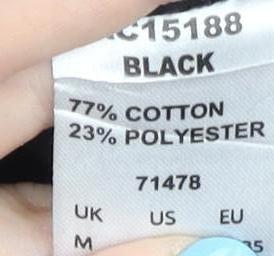 C15188
BLACK
77% COTTON
23% POLYESTER
71478
UK US EU
M